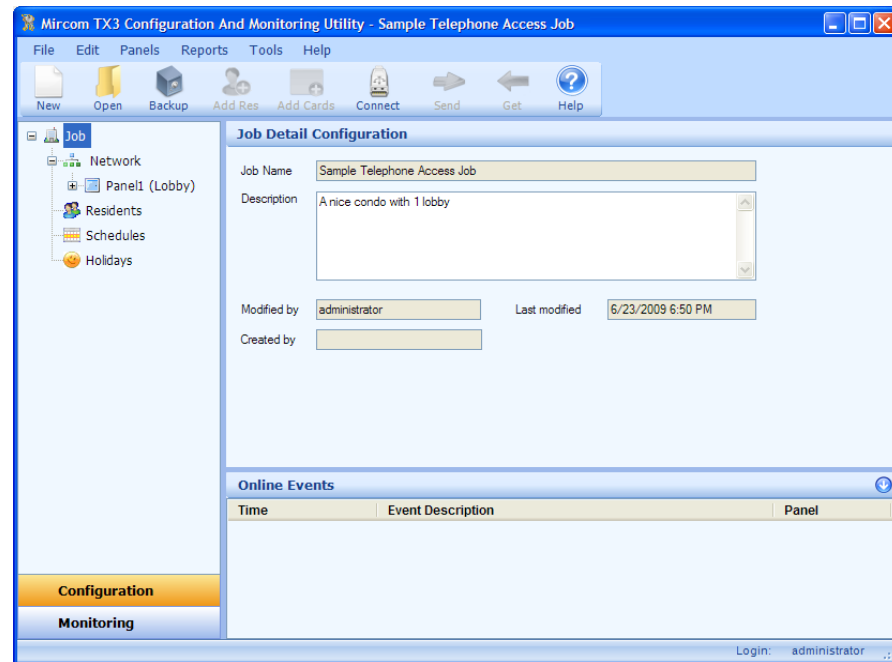 Mircom TX3 Configuration And Monitoring Utility - Sample Telephone Access Job
File Edit Panels Reports Tools Help
New Open Backup Add Res Add Cards Connect Send Get Help
Job
Network
Panel1 (Lobby)
Residents
Schedules
Holidays
Configuration
Monitoring
Job Detail Configuration
Job Name Sample Telephone Access Job
Description A nice condo with 1 lobby
Modified by administrator Last modified 6/23/2009 6:50 PM
Created by
Online Events
Time Event Description Panel
Login: administrator